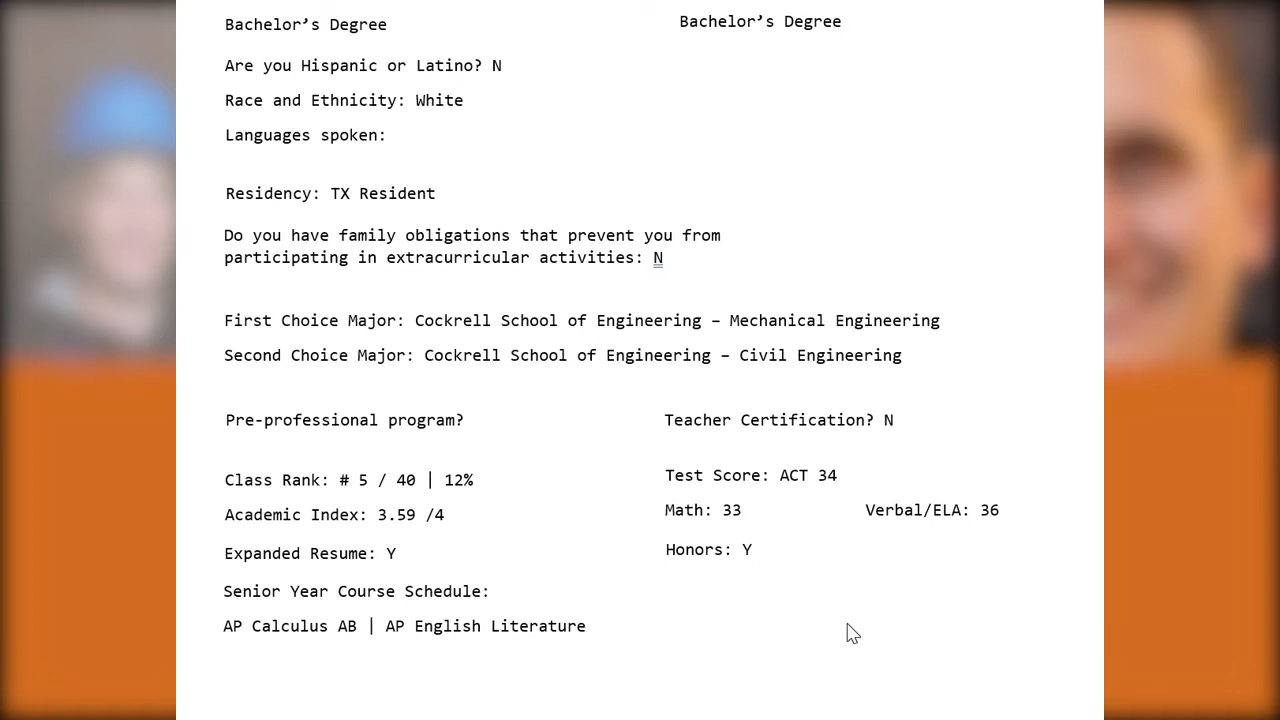 Bachelor’s Degree
Bachelor’s Degree
Are you Hispanic or Latino? N
Race and Ethnicity: White
Languages spoken:
Residency: TX Resident
Do you have family obligations that prevent you from
participating in extracurricular activities: N
First Choice Major: Cockrell School of Engineering – Mechanical Engineering
Second Choice Major: Cockrell School of Engineering – Civil Engineering
Pre-professional program?
Teacher Certification? N
Class Rank: # 5 / 40 | 12%
Test Score: ACT 34
Academic Index: 3.59 /4
Math: 33
Verbal/ELA: 36
Expanded Resume: Y
Honors: Y
Senior Year Course Schedule:
AP Calculus AB | AP English Literature